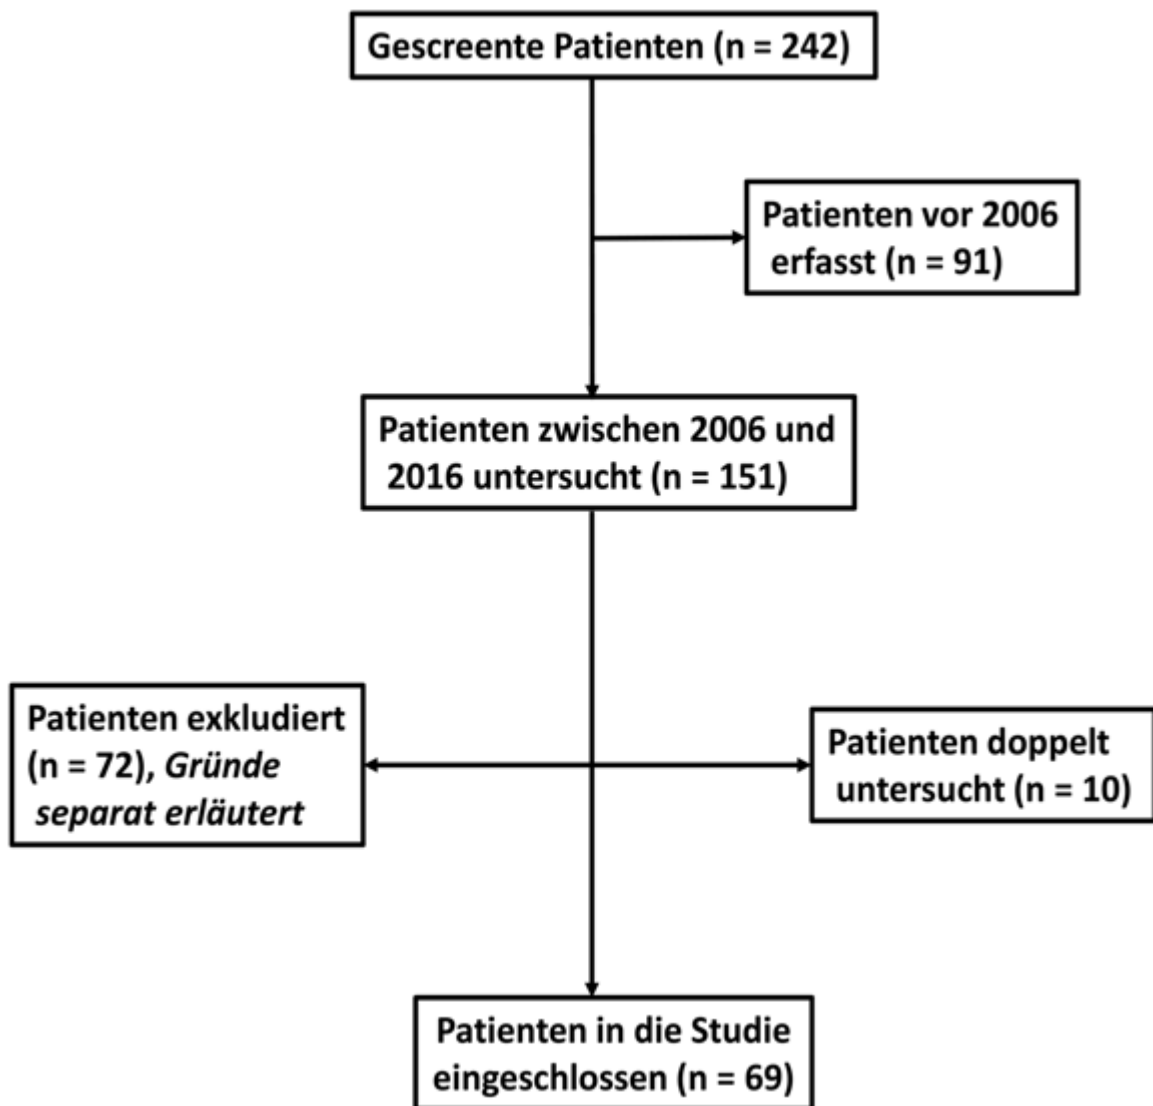 Gescreente Patienten (n = 242)
Patienten vor 2006
erfasst (n = 91)
Patienten zwischen 2006 und
2016 untersucht (n = 151)
Patienten exkludiert
(n = 72), Gründe
separat erläutert
Patienten doppelt
untersucht (n = 10)
Patienten in die Studie
eingeschlossen (n = 69)